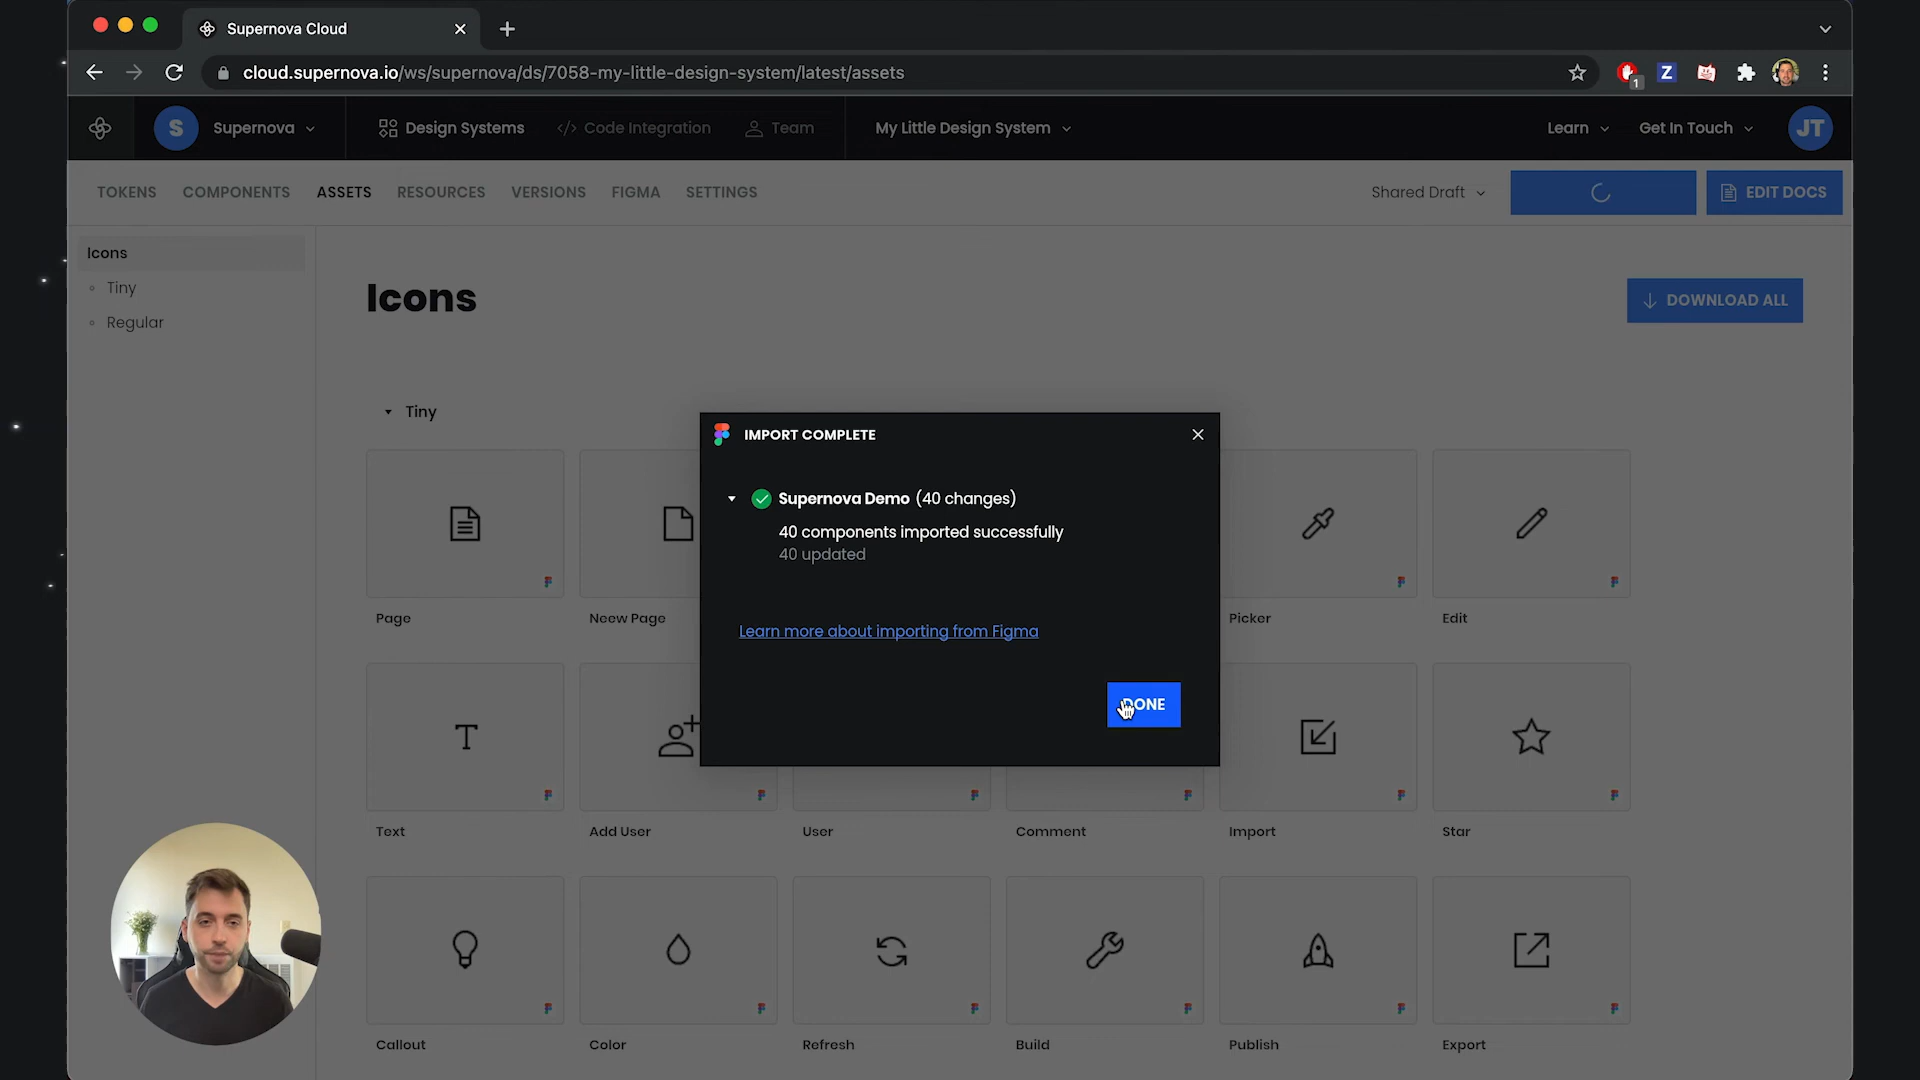 Supernova Cloud
cloud.supernova.io/ws/supernova/ds/7058-my-little-design-system/latest/assets
1
Z
S
Supernova
Design Systems
Code Integration
Team
My Little Design System
Learn
Get In Touch
JT
TOKENS
COMPONENTS
ASSETS
RESOURCES
VERSIONS
FIGMA
SETTINGS
Shared Draft
EDIT DOCS
Icons
Tiny
Regular
Icons
DOWNLOAD ALL
Tiny
IMPORT COMPLETE
Supernova Demo (40 changes)
40 components imported successfully
40 updated
Learn more about importing from Figma
DONE
Page
Neew Page
Picker
Edit
Text
Add User
User
Comment
Import
Star
Callout
Color
Refresh
Build
Publish
Export